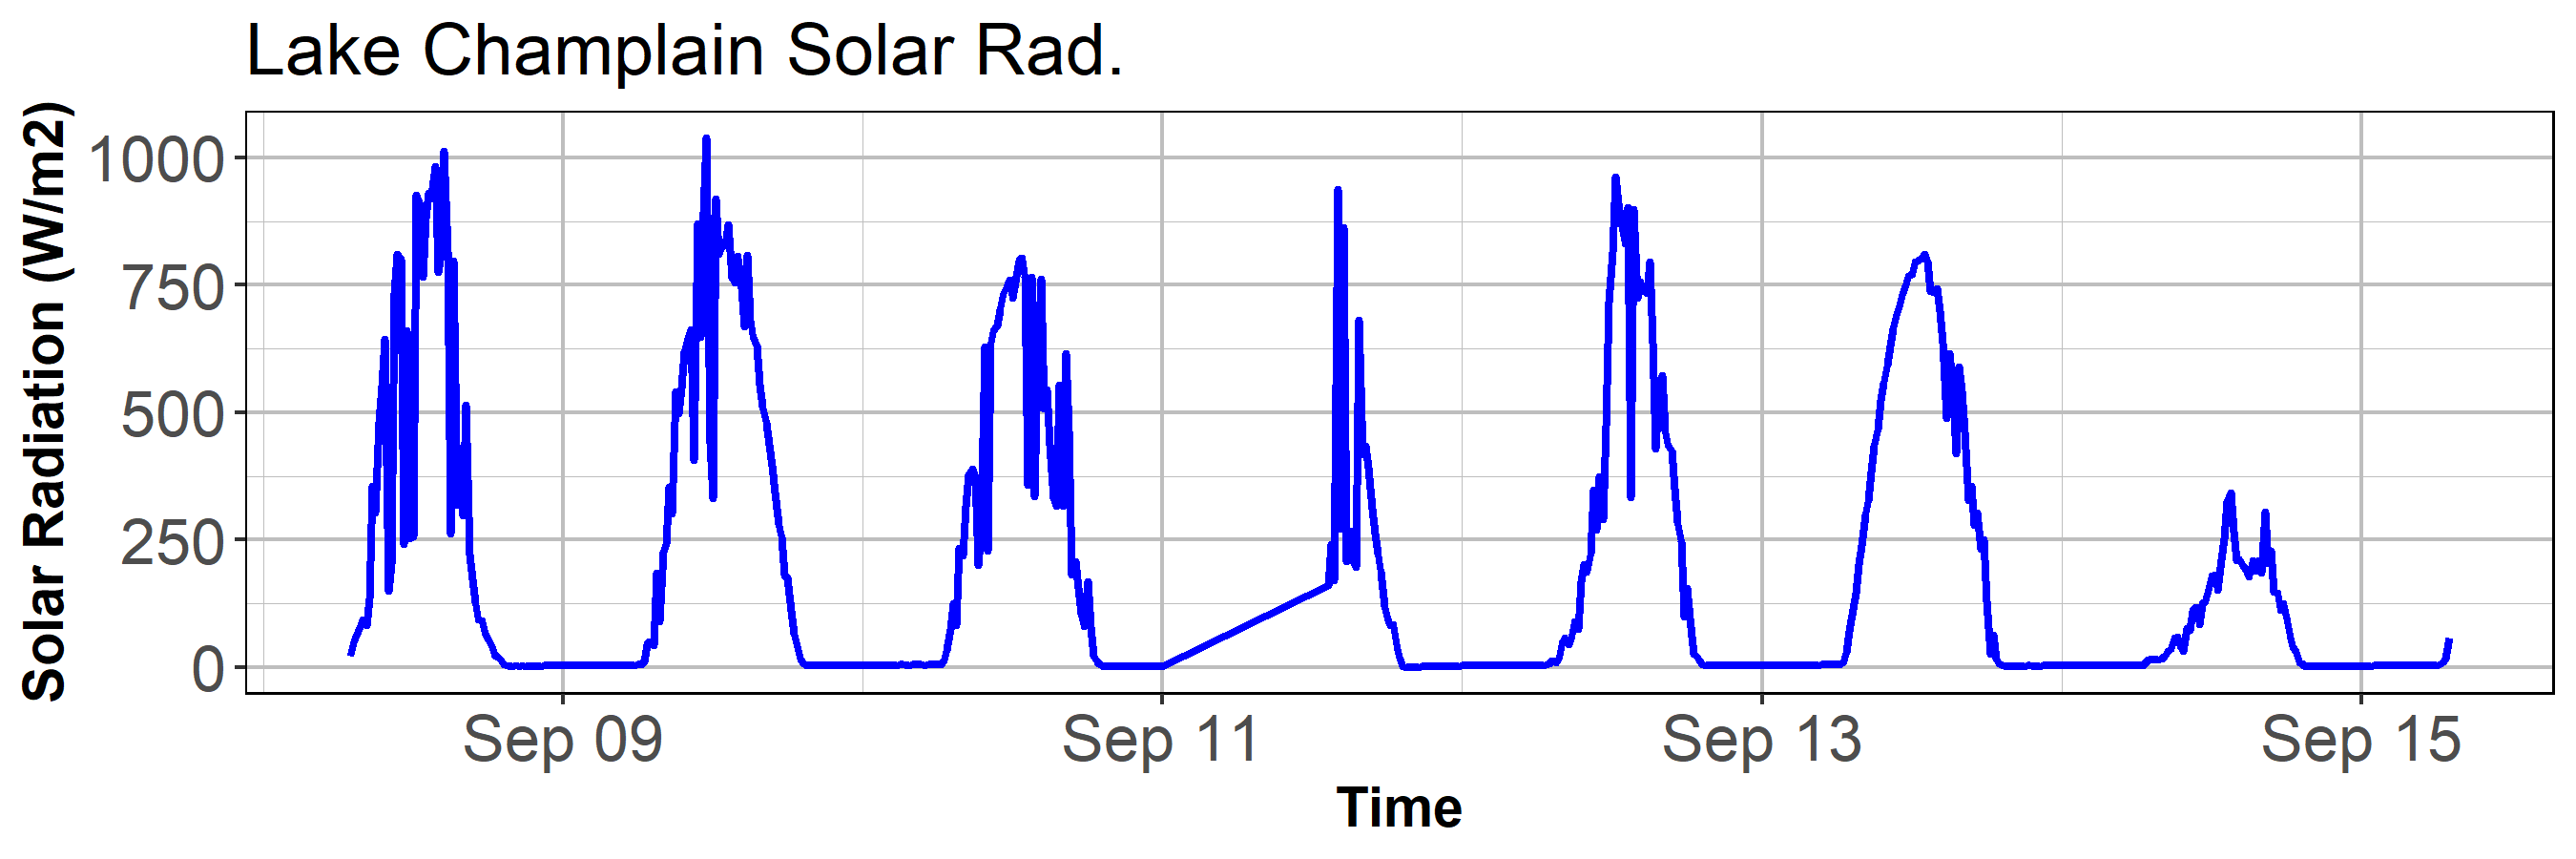 Lake Champlain Solar Rad.
Solar Radiation (W/m2)
1000
750
500
250
0
Sep 09
Sep 11
Sep 13
Sep 15
Time